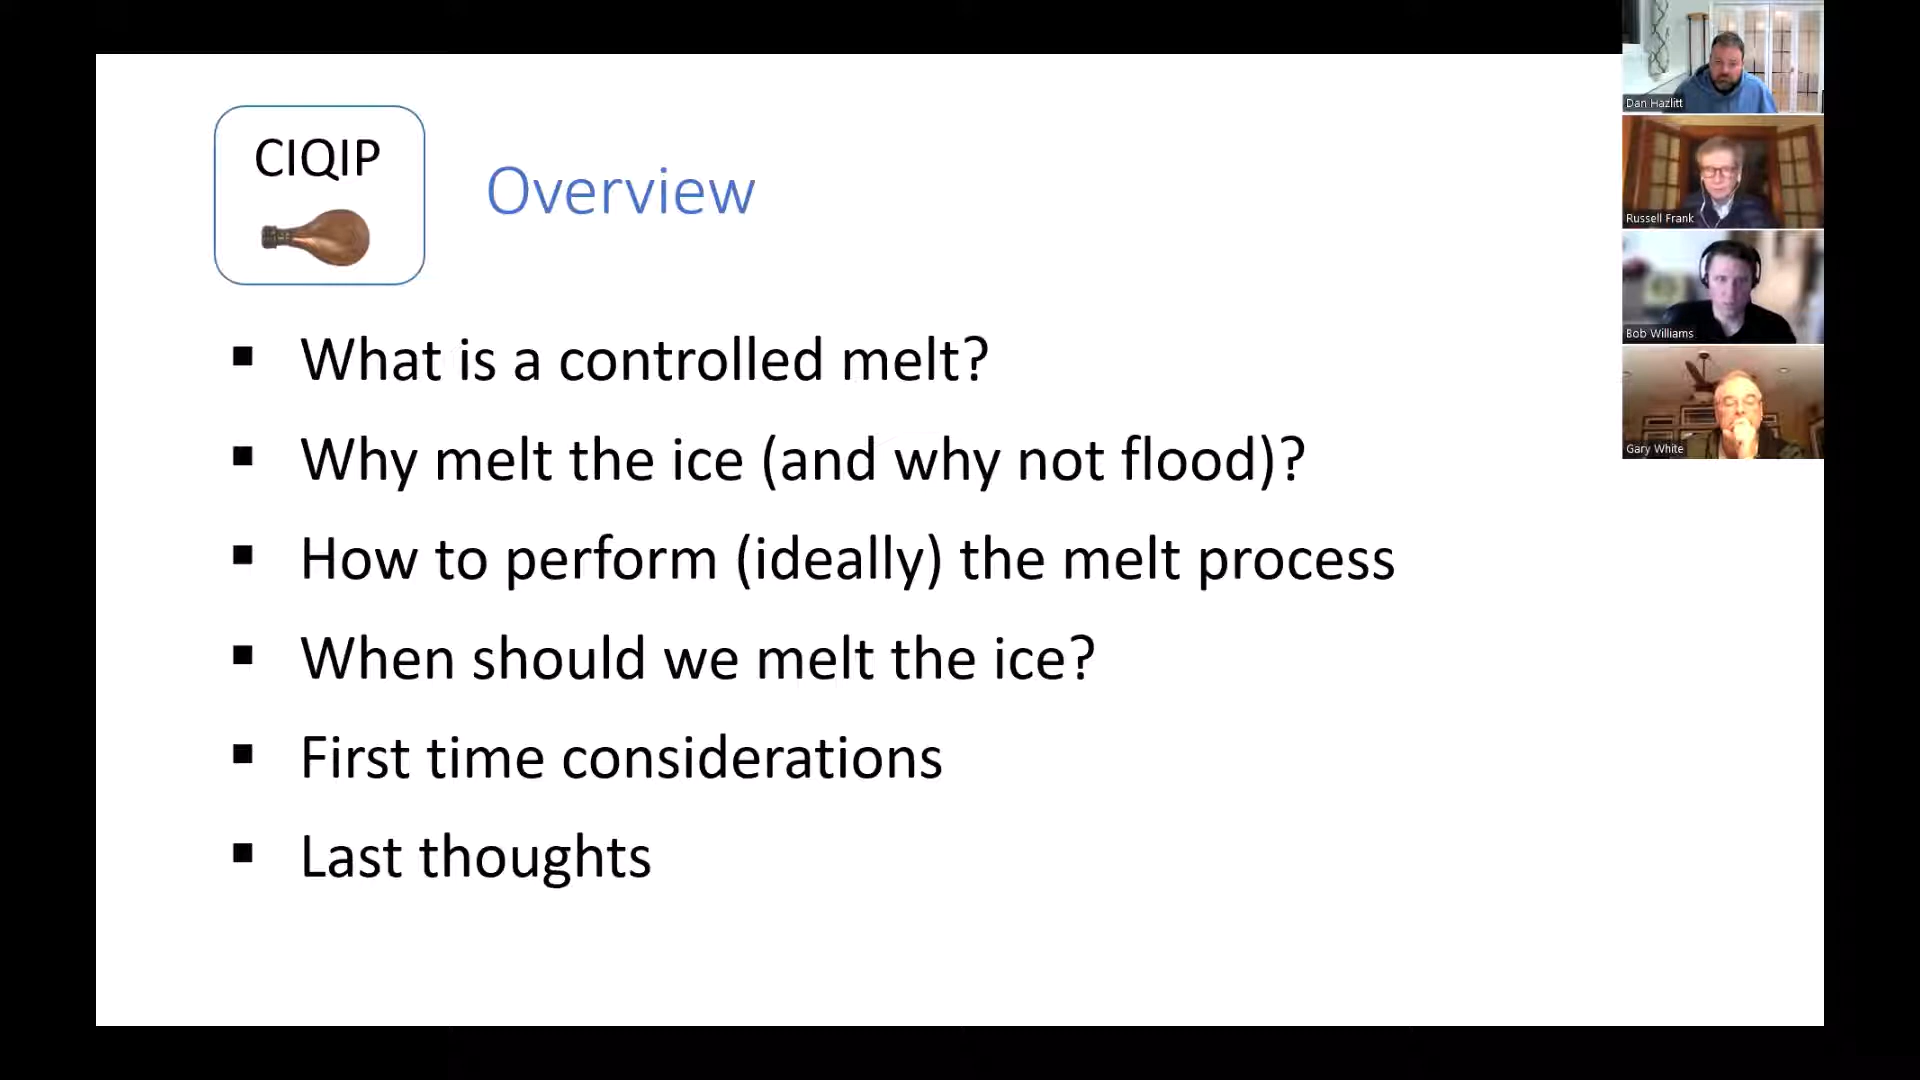 CIQIP
Overview
What is a controlled melt?
Why melt the ice (and why not flood)?
How to perform (ideally) the melt process
When should we melt the ice?
First time considerations
Last thoughts
Dan Hazlitt
Russell Frank
Bob Williams
Gary White